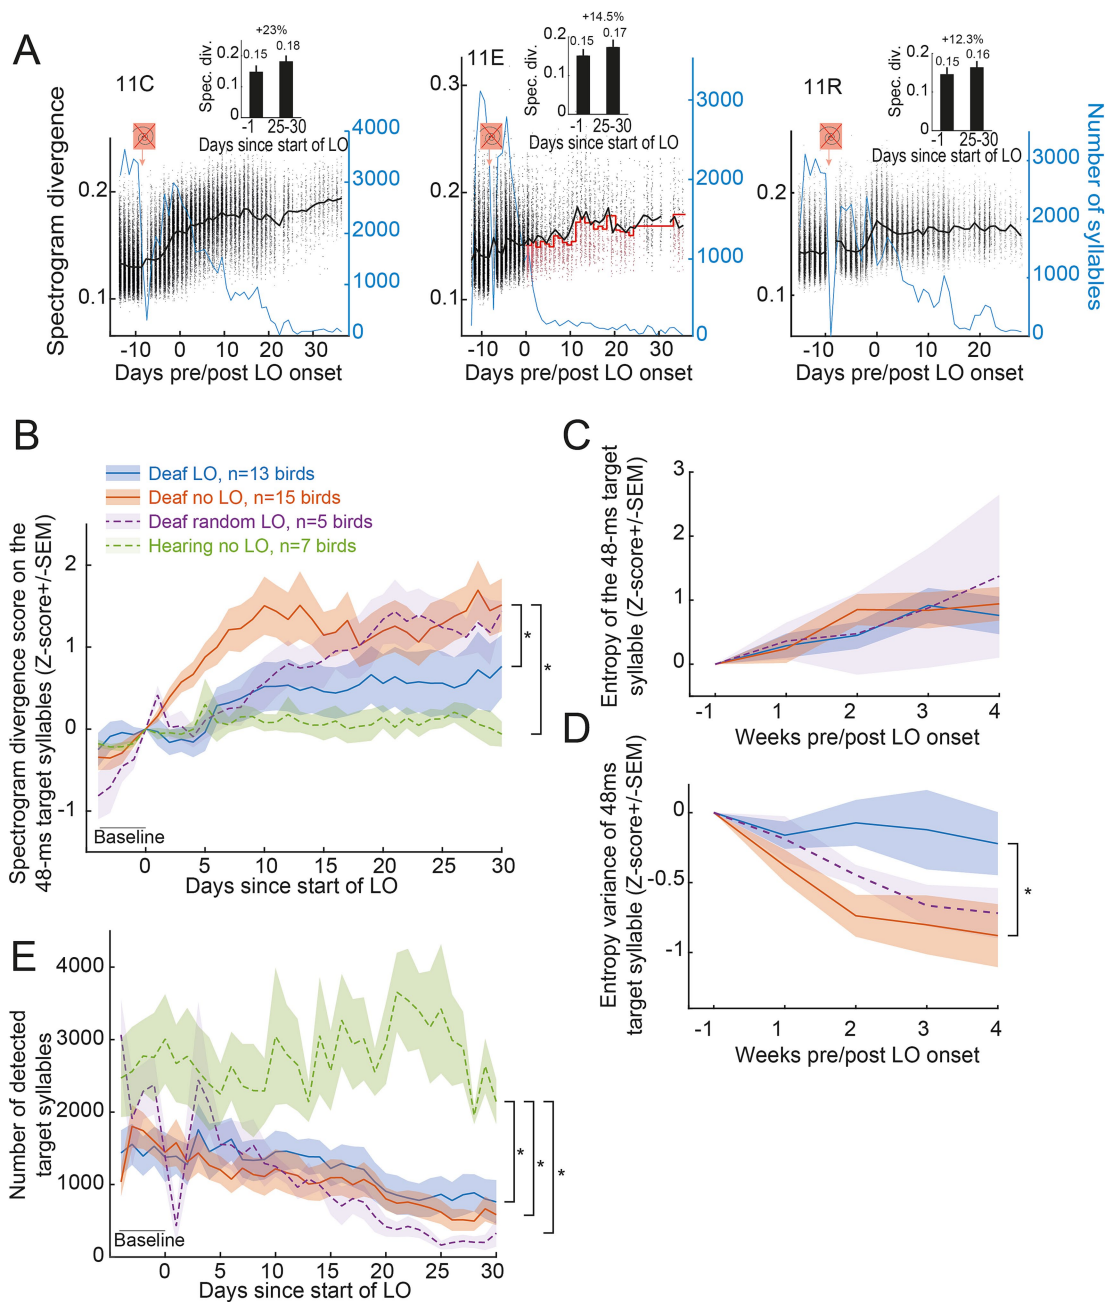 A
11C
+23%
0.15
0.18
Spec. div.
0.2
0.1
0
-1
25-30
Days since start of LO
Spectrogram divergence
0.2
0.1
4000
3000
2000
1000
0
-10
0
10
20
30
Days pre/post LO onset
11E
+14.5%
0.15
0.17
Spec. div.
0.2
0.1
0
-1
25-30
Days since start of LO
0.3
0.2
0.1
3000
2000
1000
0
-10
0
10
20
30
Days pre/post LO onset
11R
+12.3%
0.15
0.16
Spec. div.
0.2
0.1
0
-1
25-30
Days since start of LO
0.2
0.1
3000
2000
1000
0
Number of syllables
-10
0
10
20
Days pre/post LO onset
B
Deaf LO, n=13 birds
Deaf no LO, n=15 birds
Deaf random LO, n=5 birds
Hearing no LO, n=7 birds
Spectrogram divergence score on the
48-ms target syllables (Z-score+/-SEM)
2
1
0
-1
Baseline
*
*
0
5
10
15
20
25
30
Days since start of LO
C
Entropy of the 48-ms target
syllable (Z-score+/-SEM)
3
2
1
0
-1
1
2
3
4
Weeks pre/post LO onset
D
Entropy variance of 48ms
target syllable (Z-score+/-SEM)
0
-0.5
-1
*
-1
1
2
3
4
Weeks pre/post LO onset
E
Number of detected
target syllables
4000
3000
2000
1000
0
Baseline
*
*
*
0
5
10
15
20
25
30
Days since start of LO